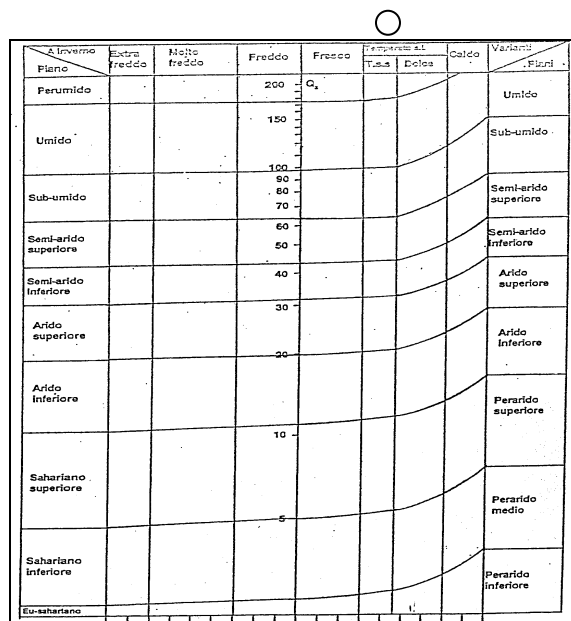 A Inverno
Piano
Extra
freddo
Molto
freddo
Freddo
Fresco
Temperato a.l.
T.s.s
Dolce
Caldo
Varianti
Piani
Perumido
200
Q₂
Umido
150
Umido
Sub-umido
100
90
Sub-umido
80
70
Semi-arido
superiore
60
Semi-arido
superiore
50
Semi-arido
inferiore
Semi-arido
inferiore
40
Arido
superiore
30
Arido
superiore
20
Arido
inferiore
Arido
inferiore
10
Perarido
superiore
Sahariano
superiore
5
Perarido
medio
Sahariano
inferiore
Perarido
inferiore
Eu-sahariano